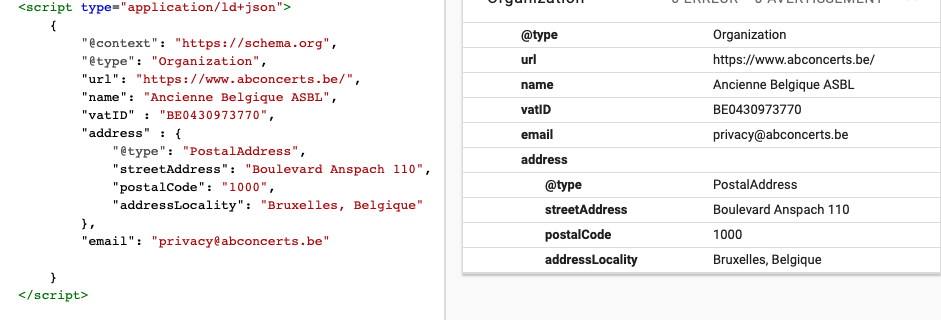 <script type="application/ld+json">
{
"@context": "https://schema.org",
"@type": "Organization",
"url": "https://www.abconcerts.be/",
"name": "Ancienne Belgique ASBL",
"vatID" : "BE0430973770",
"address" : {
"@type": "PostalAddress",
"streetAddress": "Boulevard Anspach 110",
"postalCode": "1000",
"addressLocality": "Bruxelles, Belgique"
},
"email": "privacy@abconcerts.be"
}
</script>
Organization 0 ERREUR 0 AVERTISSEMENT
@type Organization
url https://www.abconcerts.be/
name Ancienne Belgique ASBL
vatID BE0430973770
email privacy@abconcerts.be
address
@type PostalAddress
streetAddress Boulevard Anspach 110
postalCode 1000
addressLocality Bruxelles, Belgique